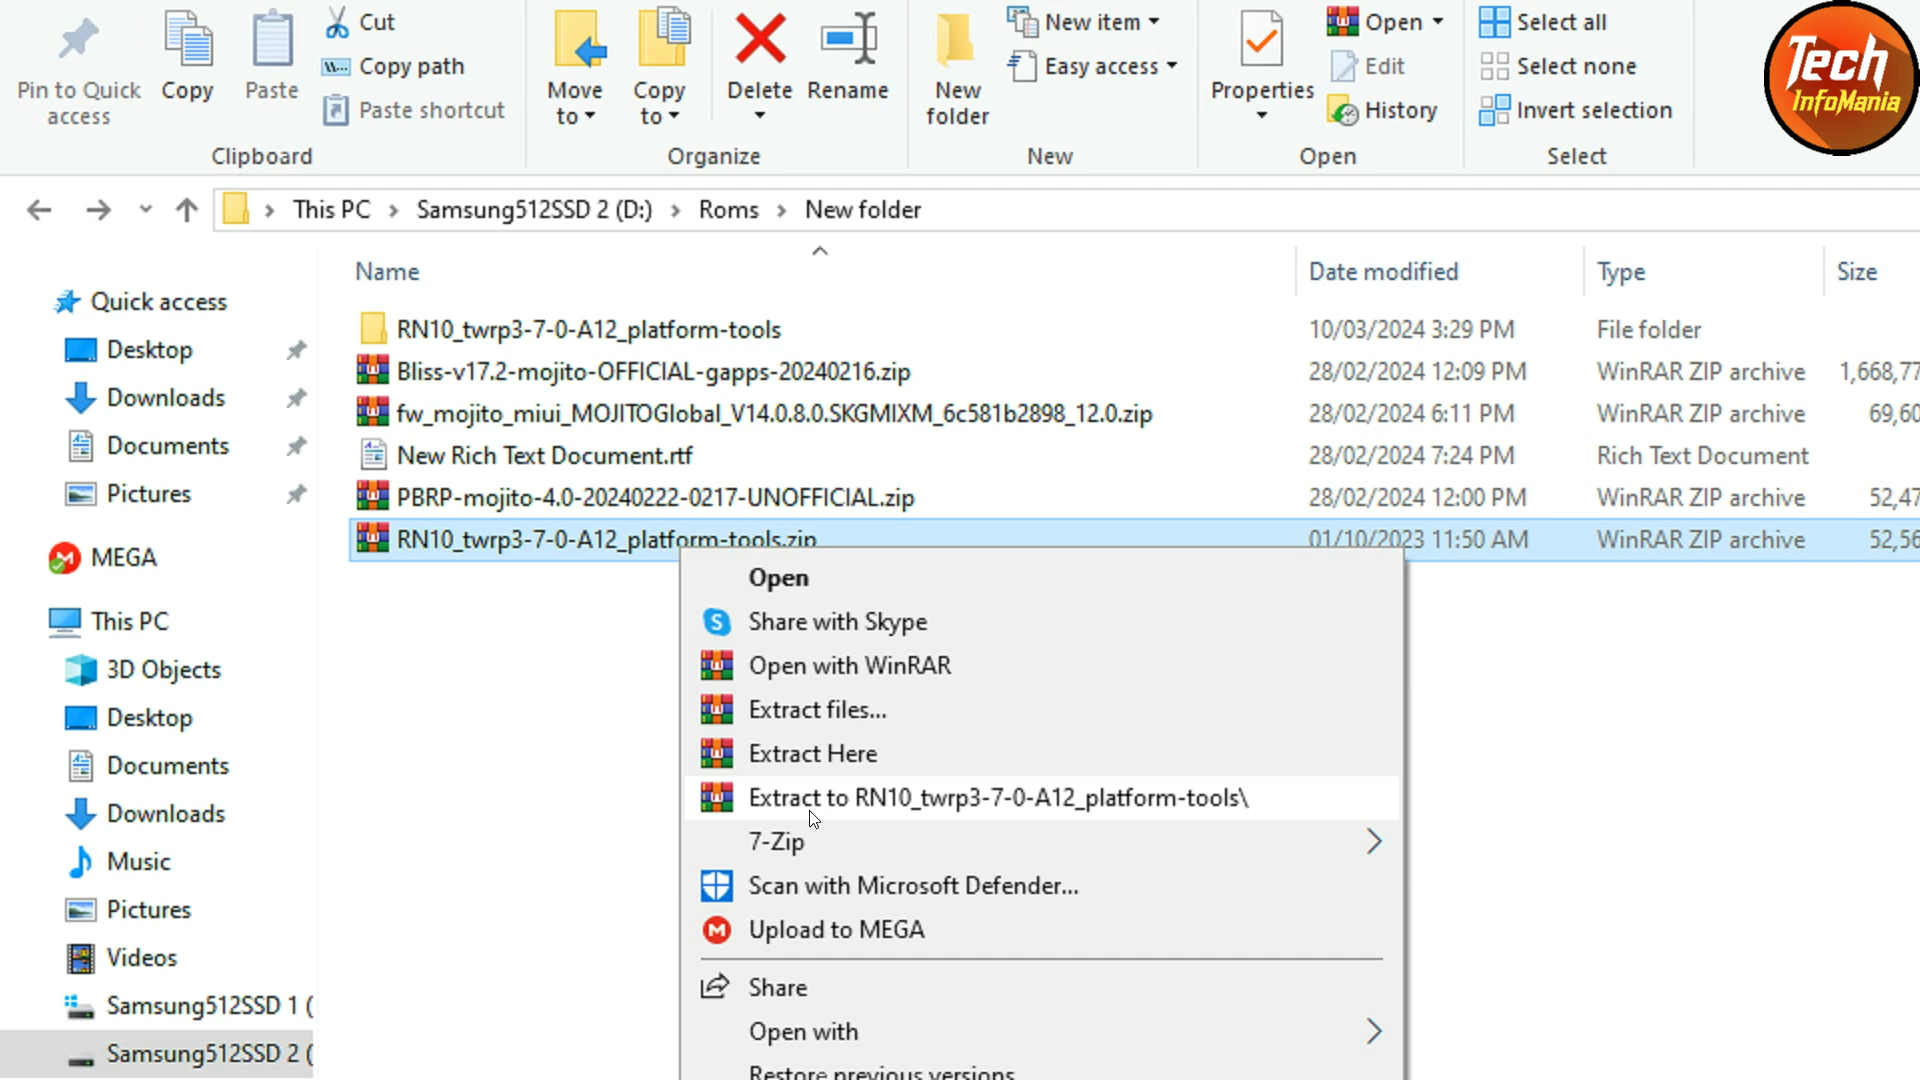 Pin to Quick
access
Copy
Paste
Cut
Copy path
Paste shortcut
Clipboard
Move
to
Copy
to
Delete
Rename
Organize
New
folder
New item
Easy access
New
Properties
Open
Edit
History
Open
Select all
Select none
Invert selection
Select
Tech
InfoMania
This PC > Samsung512SSD 2 (D:) > Roms > New folder
Name Date modified Type Size
Quick access
Desktop
Downloads
Documents
Pictures
MEGA
This PC
3D Objects
Desktop
Documents
Downloads
Music
Pictures
Videos
Samsung512SSD 1 (
Samsung512SSD 2 (
RN10_twrp3-7-0-A12_platform-tools 10/03/2024 3:29 PM File folder
Bliss-v17.2-mojito-OFFICIAL-gapps-20240216.zip 28/02/2024 12:09 PM WinRAR ZIP archive 1,668,77
fw_mojito_miui_MOJITOGlobal_V14.0.8.0.SKGMIXM_6c581b2898_12.0.zip 28/02/2024 6:11 PM WinRAR ZIP archive 69,60
New Rich Text Document.rtf 28/02/2024 7:24 PM Rich Text Document
PBRP-mojito-4.0-20240222-0217-UNOFFICIAL.zip 28/02/2024 12:00 PM WinRAR ZIP archive 52,47
RN10_twrp3-7-0-A12_platform-tools.zip 01/10/2023 11:50 AM WinRAR ZIP archive 52,56
Open
Share with Skype
Open with WinRAR
Extract files...
Extract Here
Extract to RN10_twrp3-7-0-A12_platform-tools\
7-Zip
Scan with Microsoft Defender...
Upload to MEGA
Share
Open with
Restore previous versions